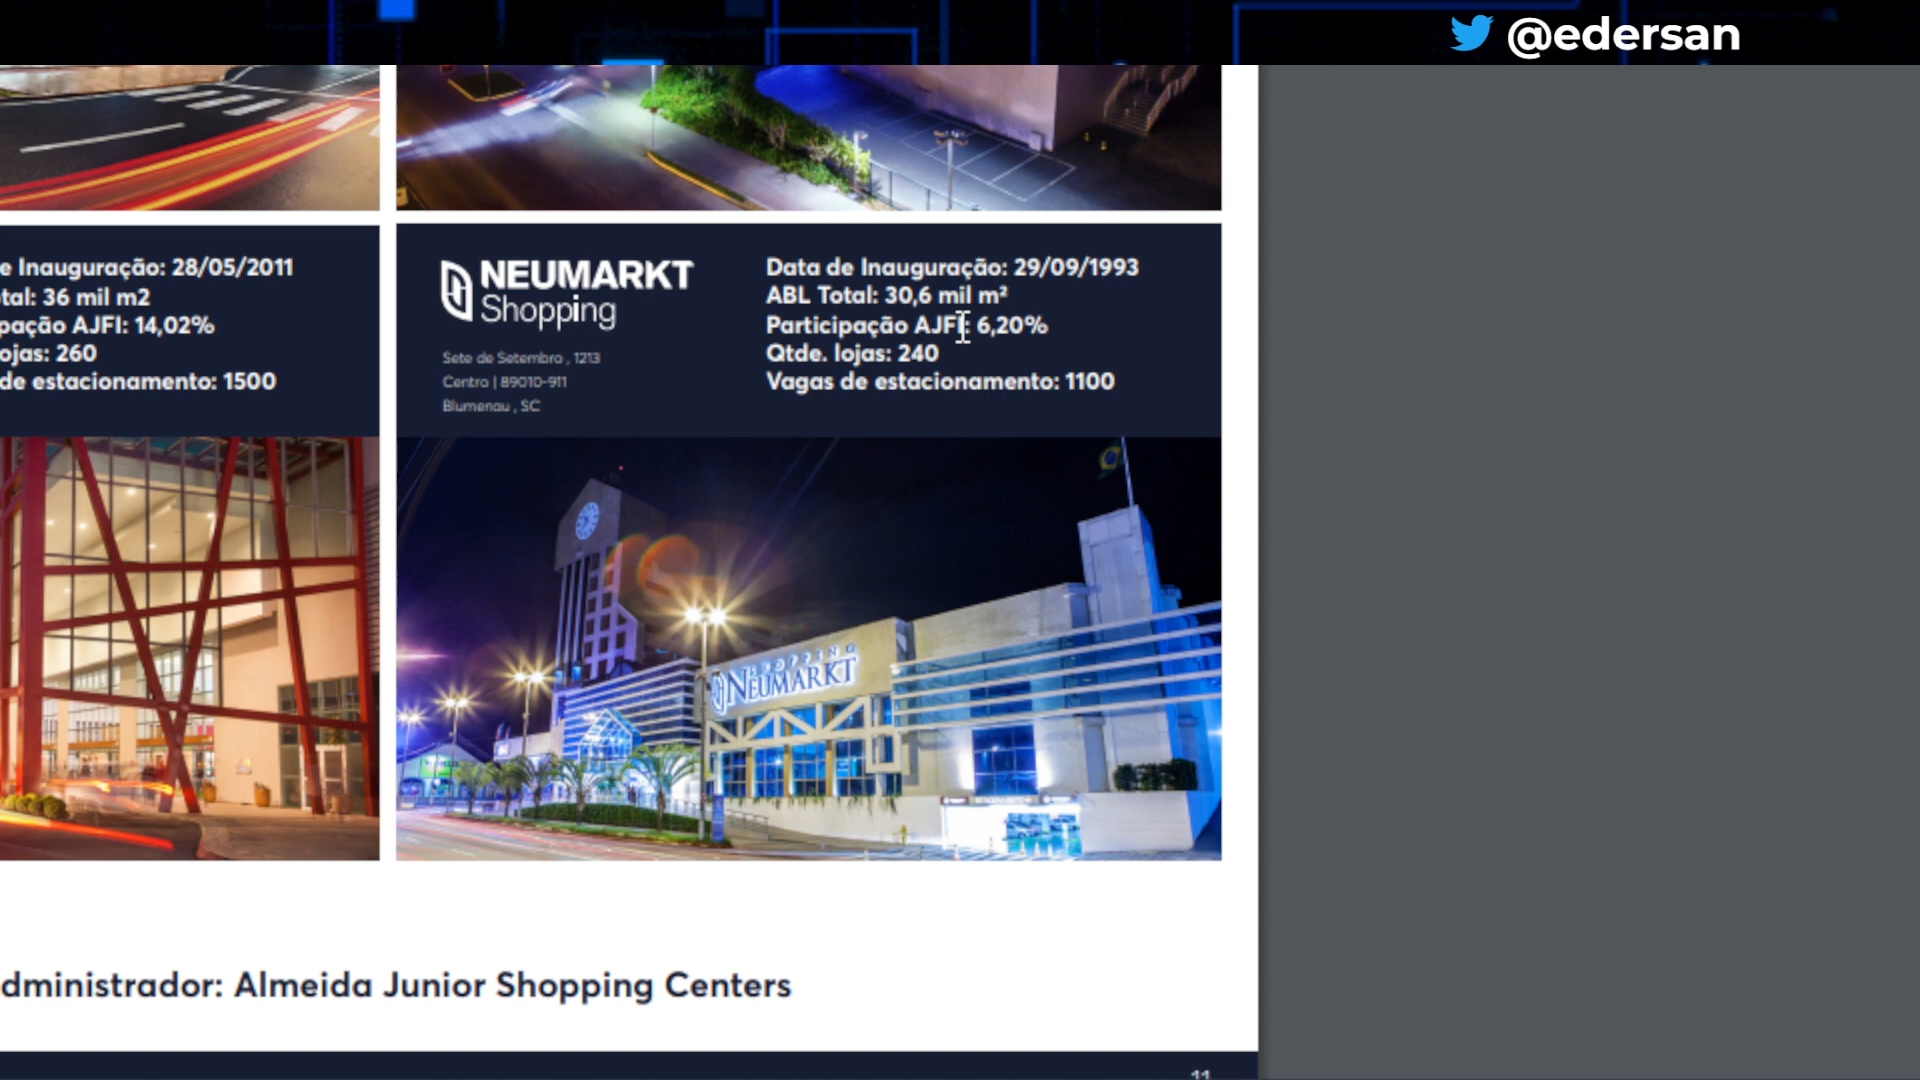 @edersan
e Inauguração: 28/05/2011
tal: 36 mil m2
pação AJFI: 14,02%
ojas: 260
de estacionamento: 1500
NEUMARKT
Shopping
Sete de Setembro , 1213
Centro | 89010-911
Blumenau , SC
Data de Inauguração: 29/09/1993
ABL Total: 30,6 mil m²
Participação AJFI: 6,20%
Qtde. lojas: 240
Vagas de estacionamento: 1100
SHOPPING
NEUMARKT
dministrador: Almeida Junior Shopping Centers
11